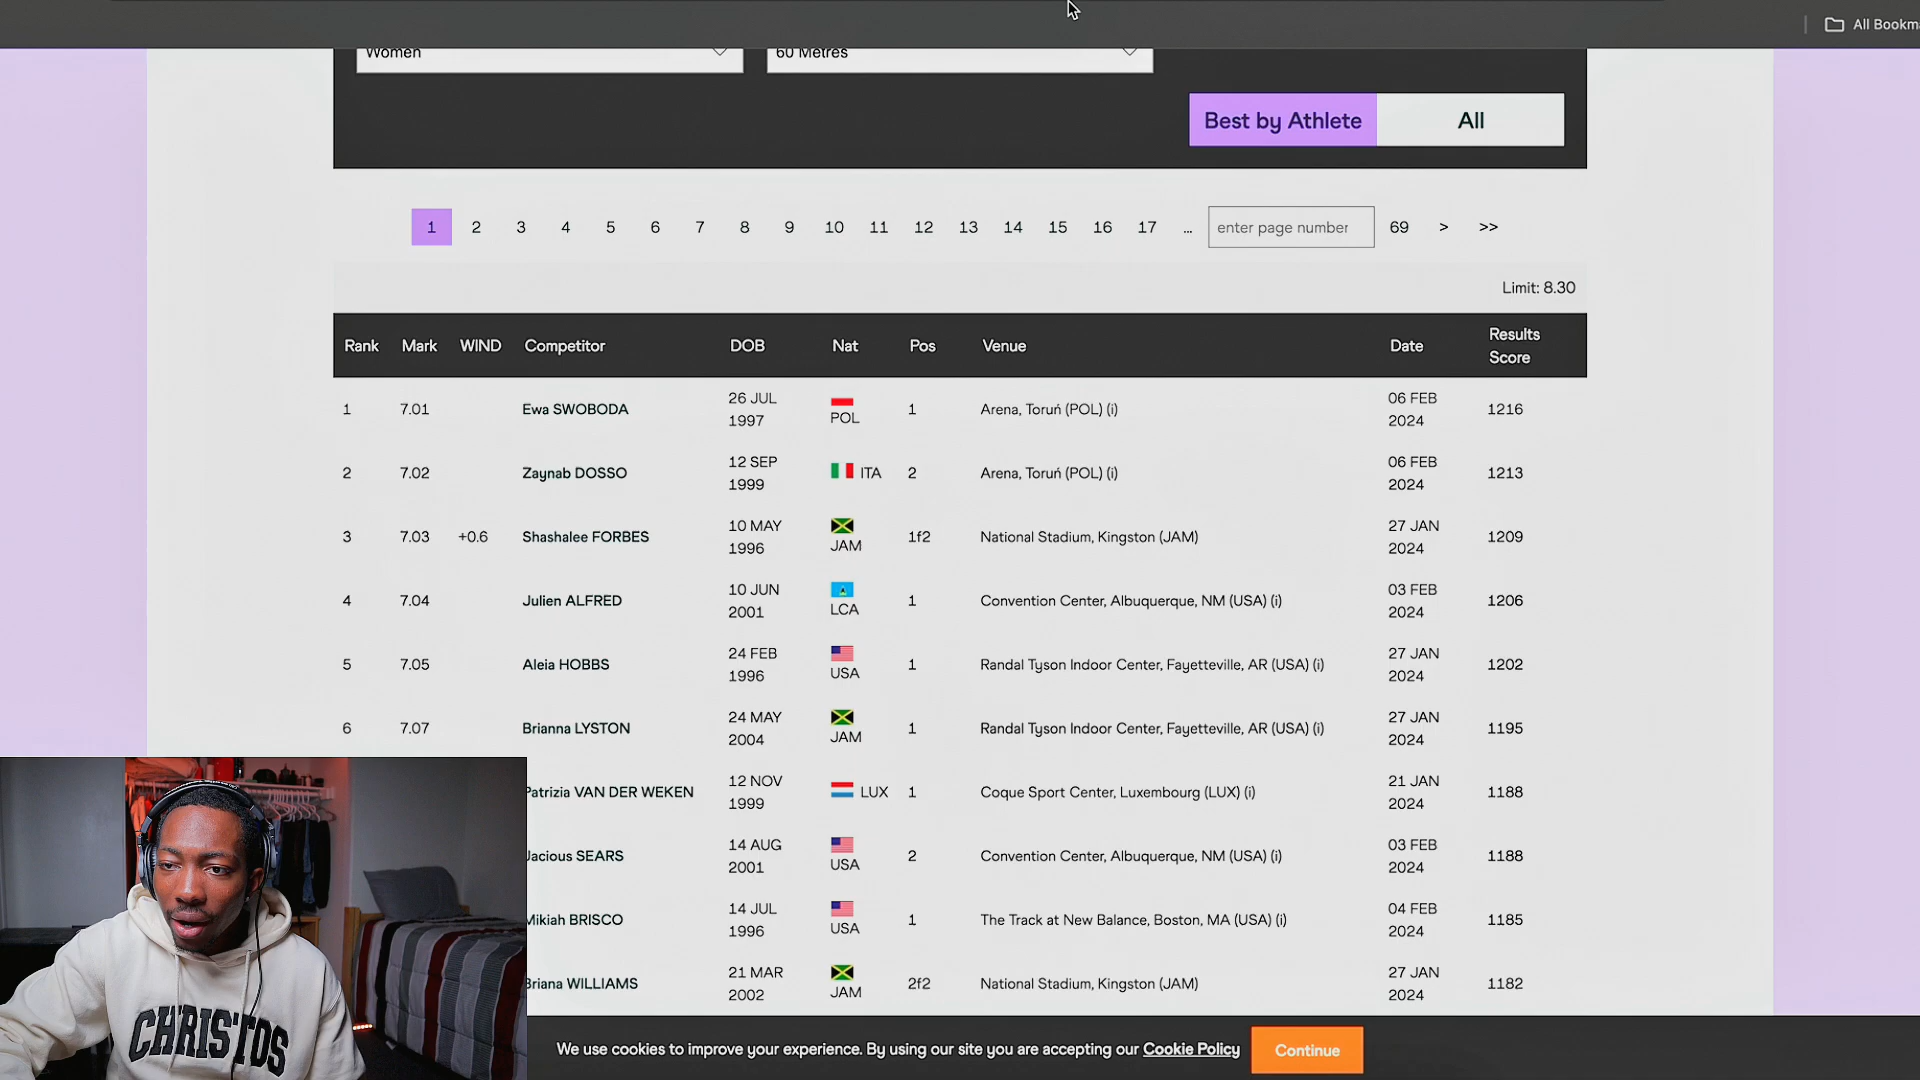 All Bookma
Women
60 Metres
Best by Athlete
All
1 2 3 4 5 6 7 8 9 10 11 12 13 14 15 16 17 ... enter page number 69 > >>
Limit: 8.30
Rank Mark WIND Competitor DOB Nat Pos Venue Date Results Score
1 7.01 Ewa SWOBODA 26 JUL 1997 POL 1 Arena, Toruń (POL) (i) 06 FEB 2024 1216
2 7.02 Zaynab DOSSO 12 SEP 1999 ITA 2 Arena, Toruń (POL) (i) 06 FEB 2024 1213
3 7.03 +0.6 Shashalee FORBES 10 MAY 1996 JAM 1f2 National Stadium, Kingston (JAM) 27 JAN 2024 1209
4 7.04 Julien ALFRED 10 JUN 2001 LCA 1 Convention Center, Albuquerque, NM (USA) (i) 03 FEB 2024 1206
5 7.05 Aleia HOBBS 24 FEB 1996 USA 1 Randal Tyson Indoor Center, Fayetteville, AR (USA) (i) 27 JAN 2024 1202
6 7.07 Brianna LYSTON 24 MAY 2004 JAM 1 Randal Tyson Indoor Center, Fayetteville, AR (USA) (i) 27 JAN 2024 1195
Patrizia VAN DER WEKEN 12 NOV 1999 LUX 1 Coque Sport Center, Luxembourg (LUX) (i) 21 JAN 2024 1188
Jacious SEARS 14 AUG 2001 USA 2 Convention Center, Albuquerque, NM (USA) (i) 03 FEB 2024 1188
Mikiah BRISCO 14 JUL 1996 USA 1 The Track at New Balance, Boston, MA (USA) (i) 04 FEB 2024 1185
Briana WILLIAMS 21 MAR 2002 JAM 2f2 National Stadium, Kingston (JAM) 27 JAN 2024 1182
We use cookies to improve your experience. By using our site you are accepting our Cookie Policy
Continue
CHRISTOS